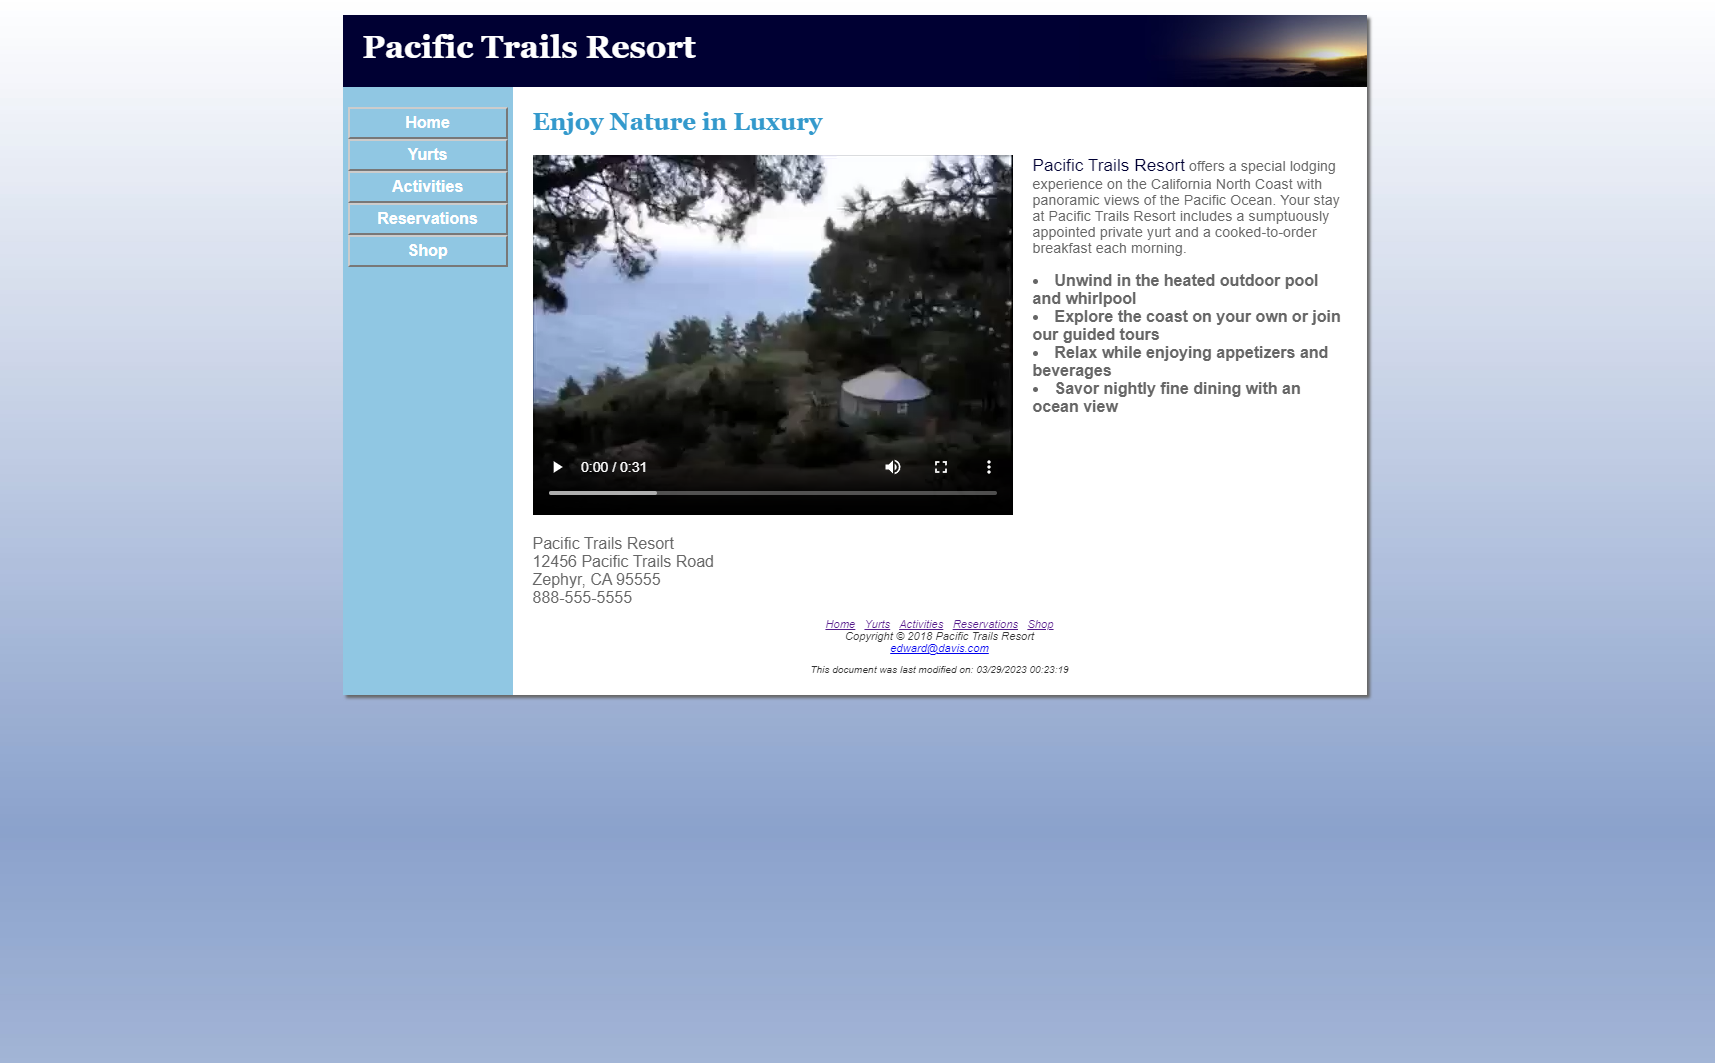 Pacific Trails Resort
Home
Yurts
Activities
Reservations
Shop
Enjoy Nature in Luxury
0:00 / 0:31
Pacific Trails Resort offers a special lodging
experience on the California North Coast with
panoramic views of the Pacific Ocean. Your stay
at Pacific Trails Resort includes a sumptuously
appointed private yurt and a cooked-to-order
breakfast each morning.
• Unwind in the heated outdoor pool
and whirlpool
• Explore the coast on your own or join
our guided tours
• Relax while enjoying appetizers and
beverages
• Savor nightly fine dining with an
ocean view
Pacific Trails Resort
12456 Pacific Trails Road
Zephyr, CA 95555
888-555-5555
Home Yurts Activities Reservations Shop
Copyright © 2018 Pacific Trails Resort
edward@davis.com
This document was last modified on: 03/29/2023 00:23:19